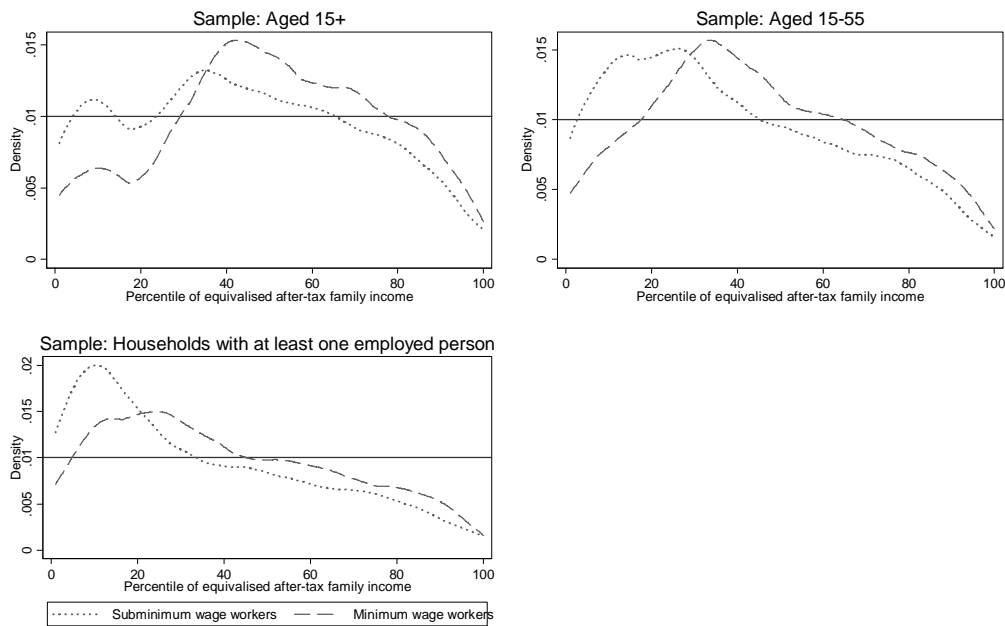 Sample: Aged 15+
Density
0 .005 .01 .015
0 20 40 60 80 100
Percentile of equivalised after-tax family income
Sample: Aged 15-55
Density
0 .005 .01 .015
0 20 40 60 80 100
Percentile of equivalised after-tax family income
Sample: Households with at least one employed person
Density
0 .005 .01 .015 .02
0 20 40 60 80 100
Percentile of equivalised after-tax family income
Subminimum wage workers Minimum wage workers